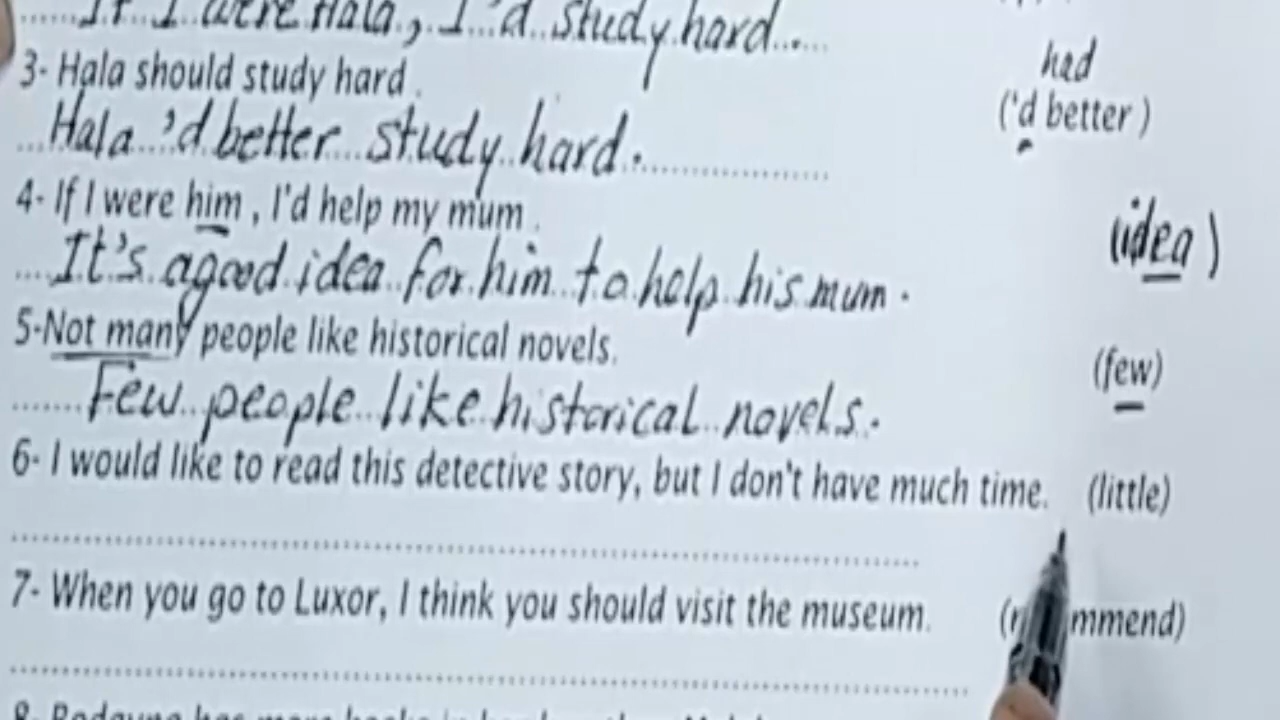 If I were Hala, I'd study hard.
3- Hala should study hard.
had
('d better)
Hala 'd better study hard.
4- If I were him, I'd help my mum.
(idea)
It's a good idea for him to help his mum.
5-Not many people like historical novels.
(few)
Few people like historical novels.
6- I would like to read this detective story, but I don't have much time. (little)
7- When you go to Luxor, I think you should visit the museum.